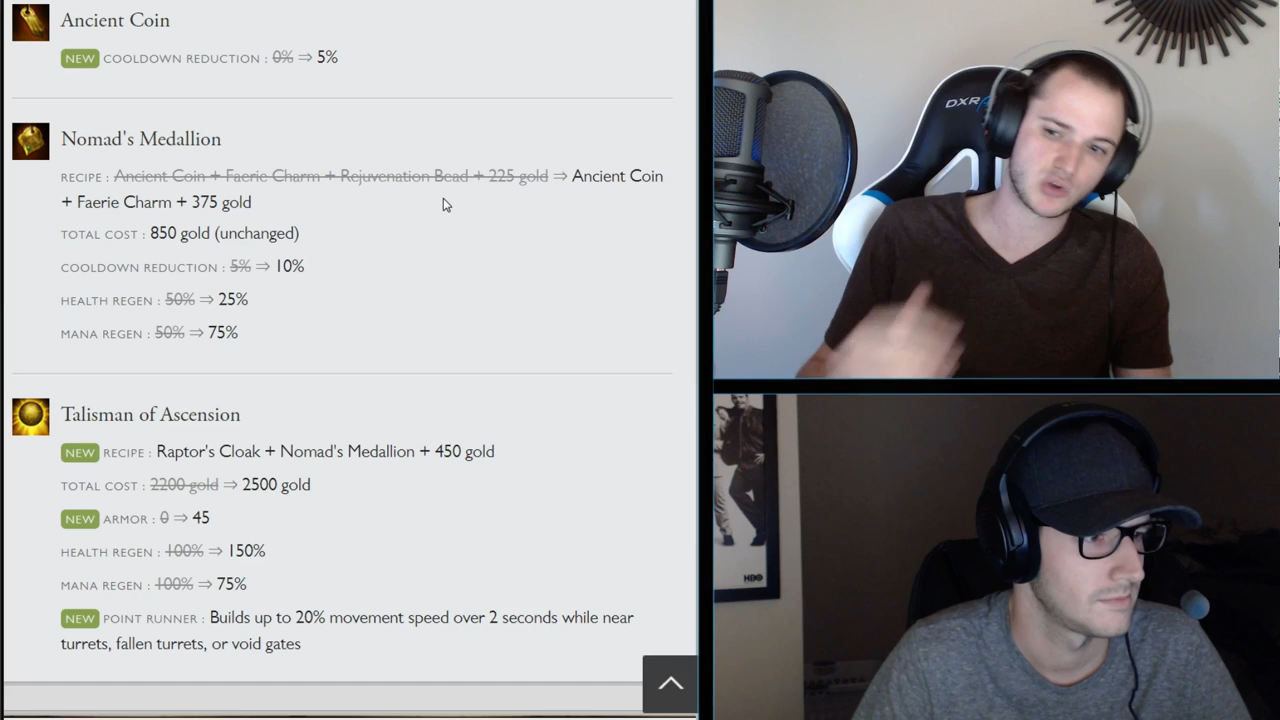 Ancient Coin
NEW COOLDOWN REDUCTION : 0% ⇒ 5%
Nomad's Medallion
RECIPE : Ancient Coin + Faerie Charm + Rejuvenation Bead + 225 gold ⇒ Ancient Coin
+ Faerie Charm + 375 gold
TOTAL COST : 850 gold (unchanged)
COOLDOWN REDUCTION : 5% ⇒ 10%
HEALTH REGEN : 50% ⇒ 25%
MANA REGEN : 50% ⇒ 75%
Talisman of Ascension
NEW RECIPE : Raptor's Cloak + Nomad's Medallion + 450 gold
TOTAL COST : 2200 gold ⇒ 2500 gold
NEW ARMOR : 0 ⇒ 45
HEALTH REGEN : 100% ⇒ 150%
MANA REGEN : 100% ⇒ 75%
NEW POINT RUNNER : Builds up to 20% movement speed over 2 seconds while near
turrets, fallen turrets, or void gates
DXR
HBO